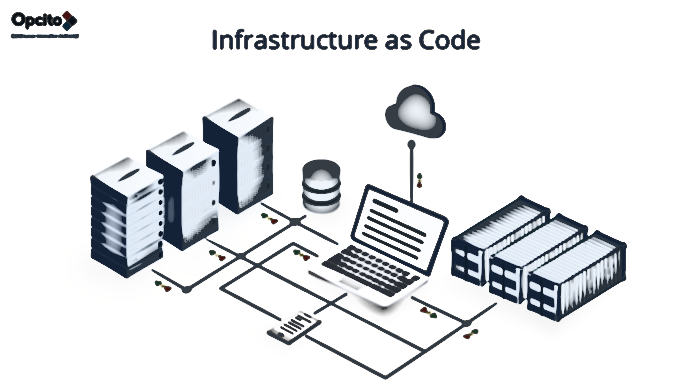 Opcito
Infrastructure as Code